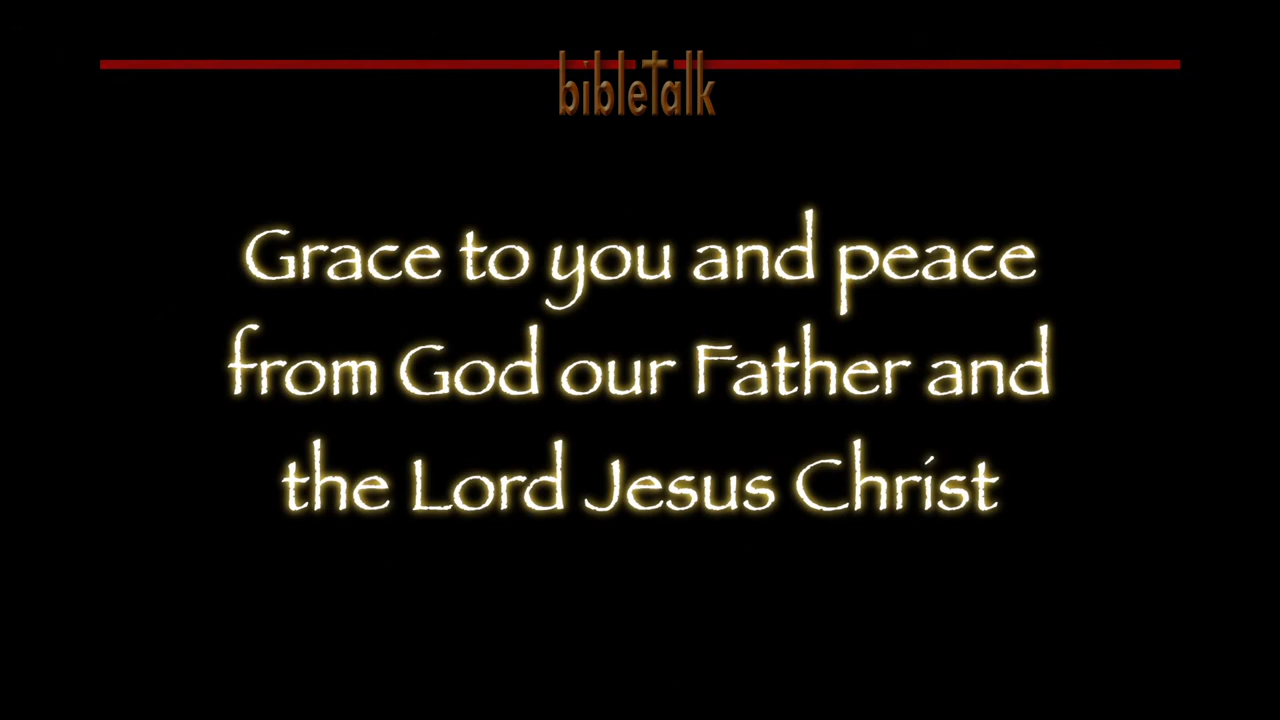 bibleTalk
Grace to you and peace
from God our Father and
the Lord Jesus Christ